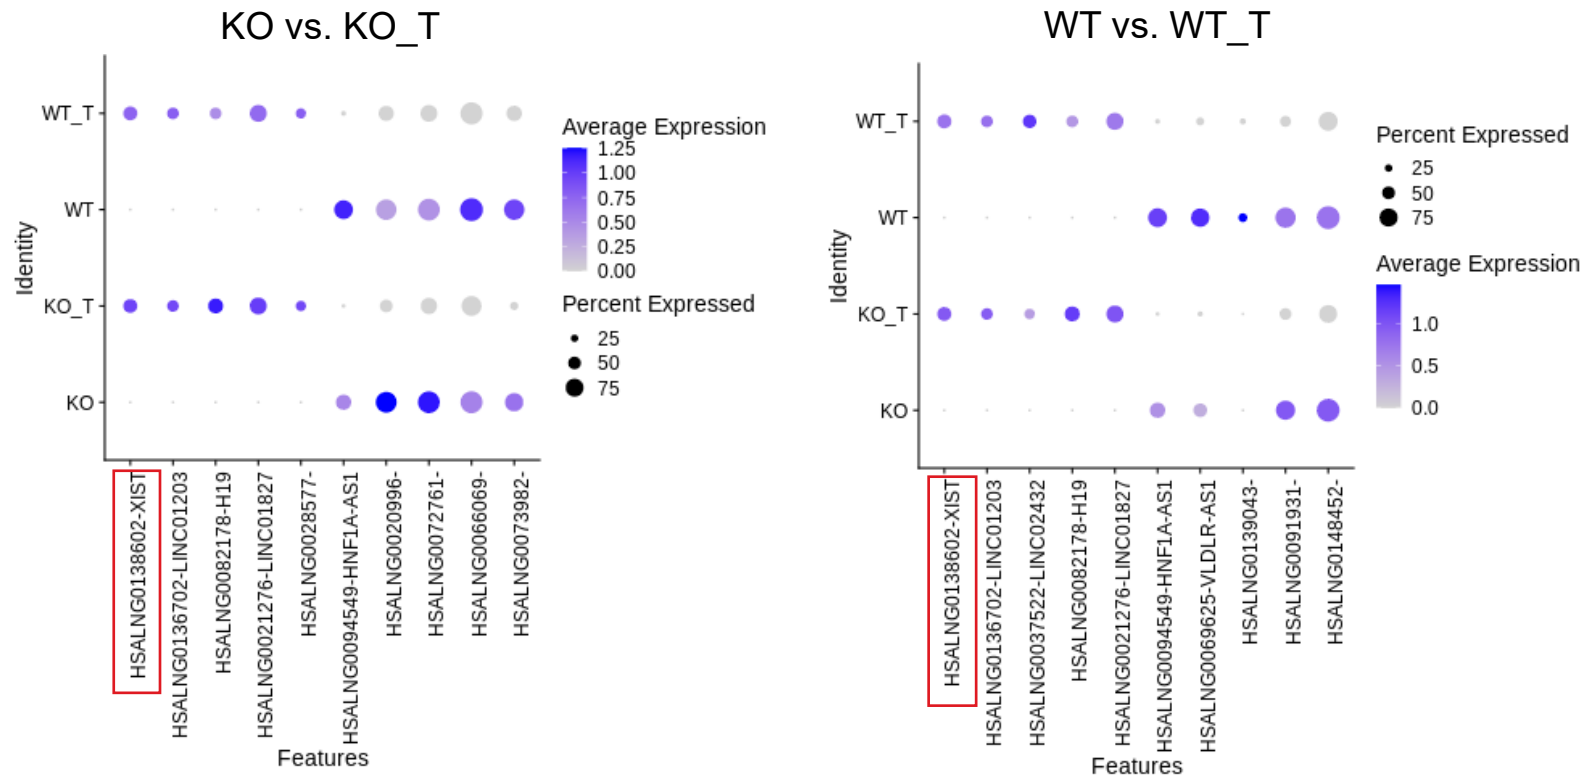 KO vs. KO_T
WT_T
WT
KO_T
KO
Identity
HSALNG0138602-XIST
HSALNG0136702-LINC01203
HSALNG0082178-H19
HSALNG0021276-LINC01827
HSALNG0028577-
HSALNG0094549-HNF1A-AS1
HSALNG0020996-
HSALNG0072761-
HSALNG0066069-
HSALNG0073982-
Features
Average Expression
1.25
1.00
0.75
0.50
0.25
0.00
Percent Expressed
25
50
75
WT vs. WT_T
WT_T
WT
KO_T
KO
Identity
HSALNG0138602-XIST
HSALNG0136702-LINC01203
HSALNG0037522-LINC02432
HSALNG0082178-H19
HSALNG0021276-LINC01827
HSALNG0094549-HNF1A-AS1
HSALNG0069625-VLDLR-AS1
HSALNG0139043-
HSALNG0091931-
HSALNG0148452-
Features
Percent Expressed
25
50
75
Average Expression
1.0
0.5
0.0